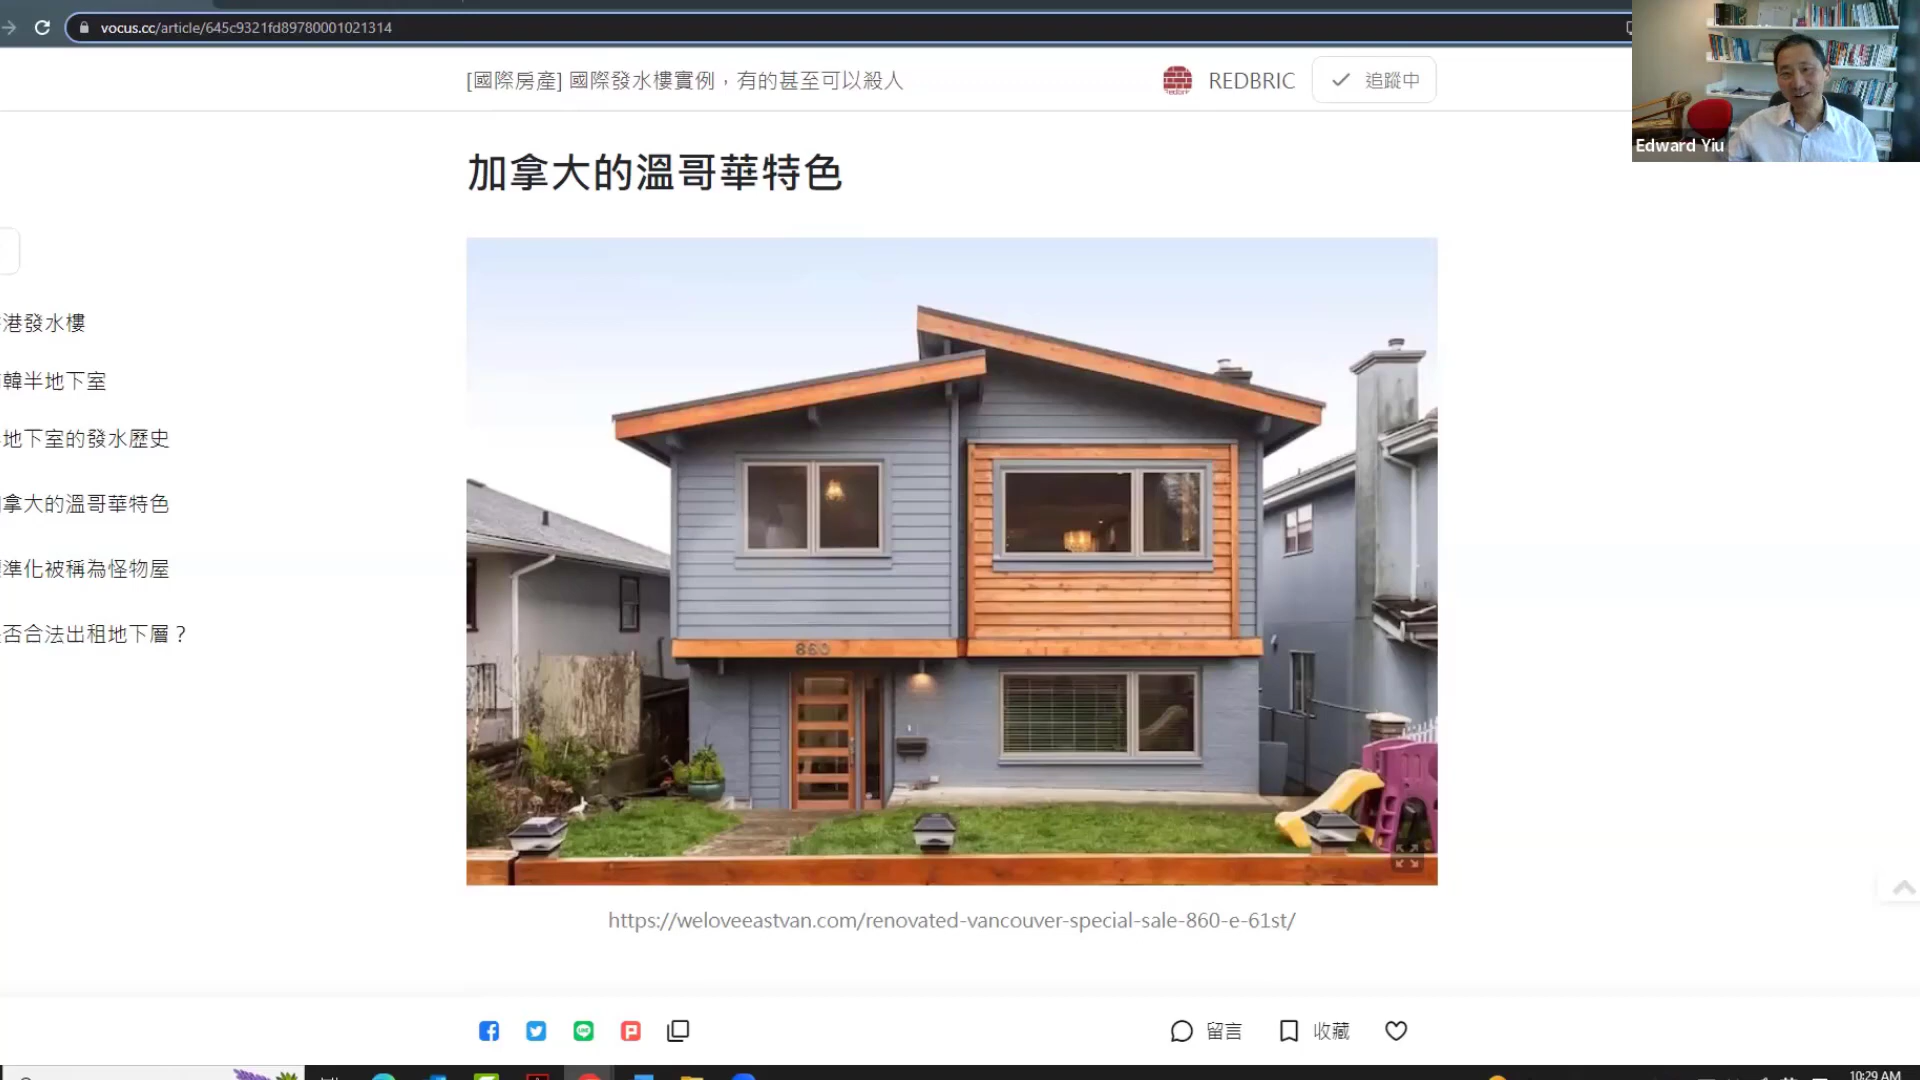 vocus.cc/article/645c9321fd89780001021314
[國際房產] 國際發水樓實例，有的甚至可以殺人
REDBRIC
追蹤中
Edward Yiu
加拿大的溫哥華特色
港發水樓
韓半地下室
地下室的發水歷史
拿大的溫哥華特色
準化被稱為怪物屋
否合法出租地下層？
860
https://weloveeastvan.com/renovated-vancouver-special-sale-860-e-61st/
留言
收藏
10:29 AM